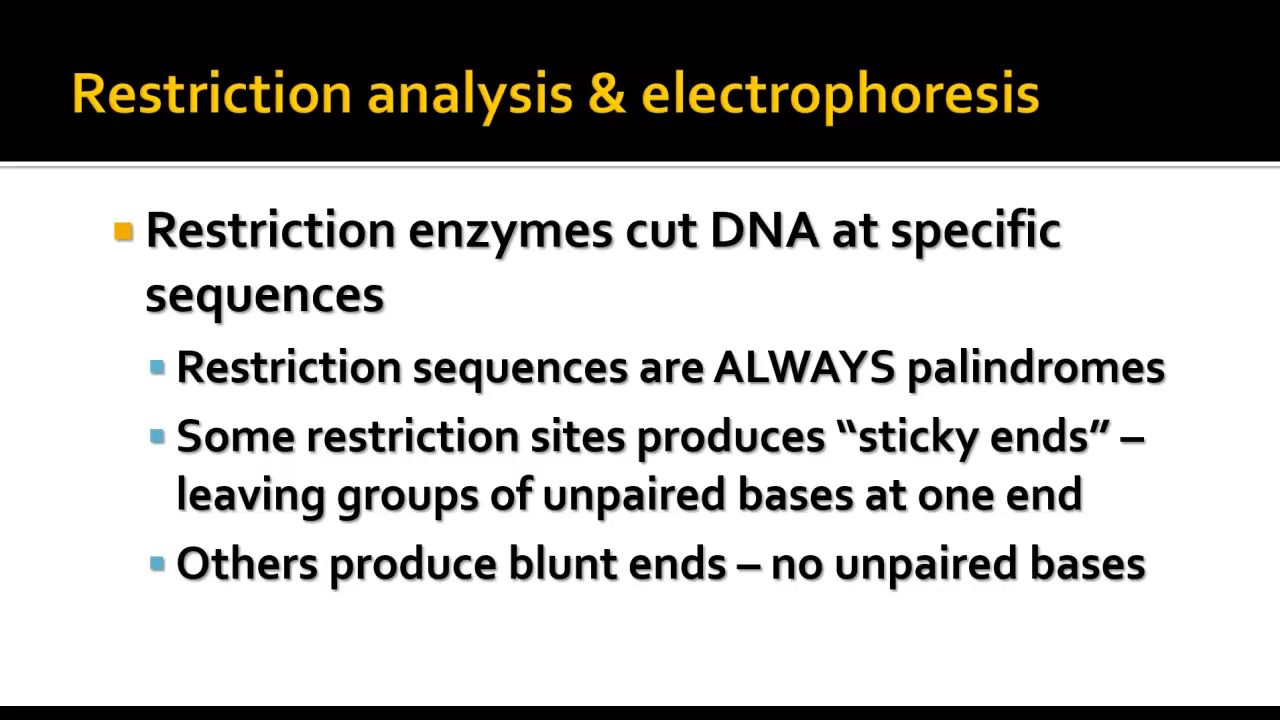 Restriction analysis & electrophoresis
Restriction enzymes cut DNA at specific
sequences
Restriction sequences are ALWAYS palindromes
Some restriction sites produces “sticky ends” –
leaving groups of unpaired bases at one end
Others produce blunt ends – no unpaired bases